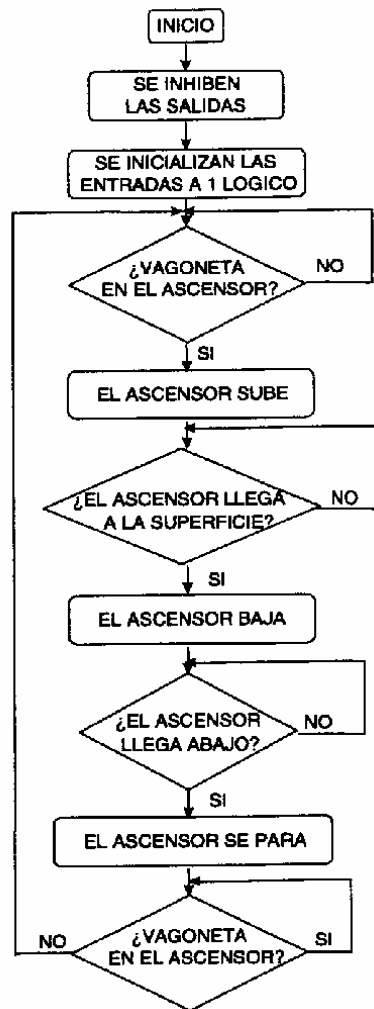 INICIO
SE INHIBEN
LAS SALIDAS
SE INICIALIZAN LAS
ENTRADAS A 1 LOGICO
¿VAGONETA
EN EL ASCENSOR?
NO
SI
EL ASCENSOR SUBE
¿EL ASCENSOR LLEGA
A LA SUPERFICIE?
NO
SI
EL ASCENSOR BAJA
¿EL ASCENSOR
LLEGA ABAJO?
NO
SI
EL ASCENSOR SE PARA
NO
¿VAGONETA
EN EL ASCENSOR?
SI